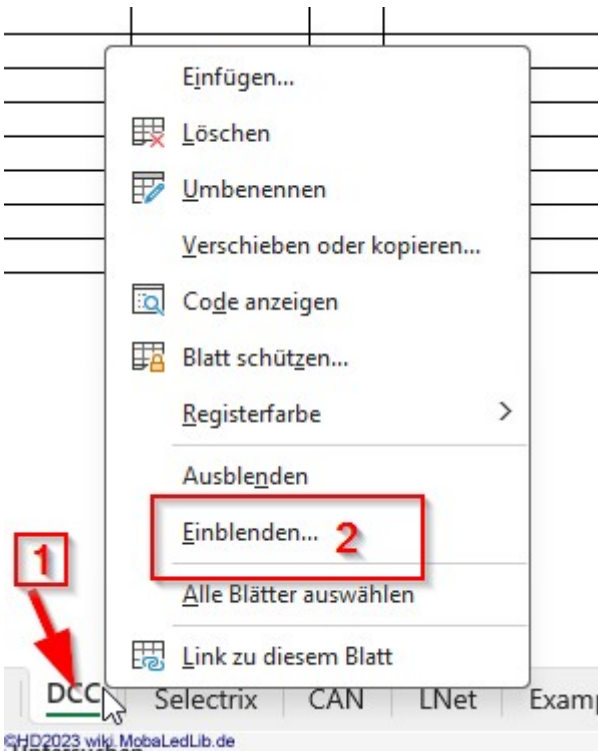 Einfügen...
Löschen
Umbenennen
Verschieben oder kopieren...
Code anzeigen
Blatt schützen...
Registerfarbe
Ausblenden
Einblenden... 2
1
Alle Blätter auswählen
Link zu diesem Blatt
DCC Selectrix CAN LNet Examp
©HD2023 wiki.MobaLedLib.de